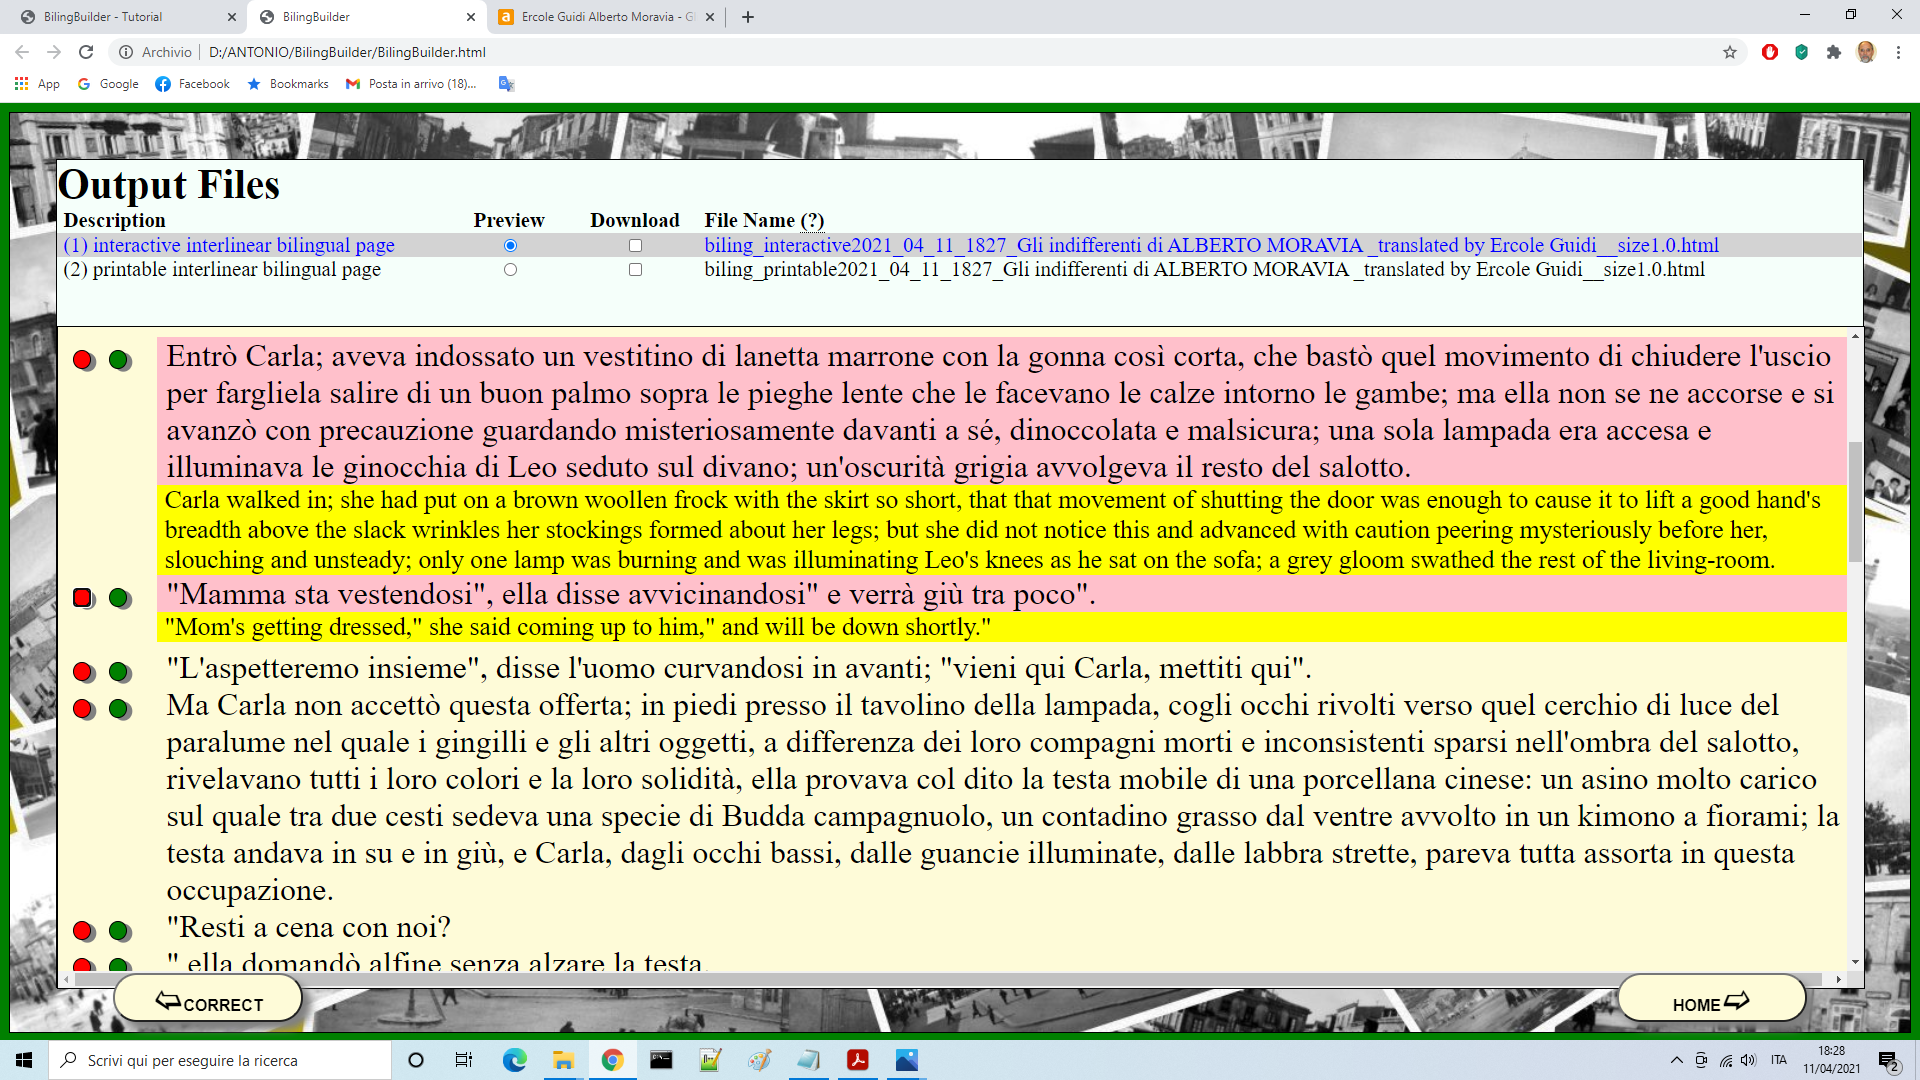 BilingBuilder - Tutorial
BilingBuilder
Ercole Guidi Alberto Moravia -
Archivio
D:/ANTONIO/BilingBuilder/BilingBuilder.html
App
Google
Facebook
Bookmarks
Posta in arrivo (18)...
Output Files
Description Preview Download File Name (?)
(1) interactive interlinear bilingual page biling_interactive2021_04_11_1827_Gli indifferenti di ALBERTO MORAVIA _translated by Ercole Guidi__size1.0.html
(2) printable interlinear bilingual page biling_printable2021_04_11_1827_Gli indifferenti di ALBERTO MORAVIA _translated by Ercole Guidi__size1.0.html
Entrò Carla; aveva indossato un vestitino di lanetta marrone con la gonna così corta, che bastò quel movimento di chiudere l'uscio
per fargliela salire di un buon palmo sopra le pieghe lente che le facevano le calze intorno le gambe; ma ella non se ne accorse e si
avanzò con precauzione guardando misteriosamente davanti a sé, dinoccolata e malsicura; una sola lampada era accesa e
illuminava le ginocchia di Leo seduto sul divano; un'oscurità grigia avvolgeva il resto del salotto.
Carla walked in; she had put on a brown woollen frock with the skirt so short, that that movement of shutting the door was enough to cause it to lift a good hand's
breadth above the slack wrinkles her stockings formed about her legs; but she did not notice this and advanced with caution peering mysteriously before her,
slouching and unsteady; only one lamp was burning and was illuminating Leo's knees as he sat on the sofa; a grey gloom swathed the rest of the living-room.
"Mamma sta vestendosi", ella disse avvicinandosi" e verrà giù tra poco".
"Mom's getting dressed," she said coming up to him," and will be down shortly."
"L'aspetteremo insieme", disse l'uomo curvandosi in avanti; "vieni qui Carla, mettiti qui".
Ma Carla non accettò questa offerta; in piedi presso il tavolino della lampada, cogli occhi rivolti verso quel cerchio di luce del
paralume nel quale i gingilli e gli altri oggetti, a differenza dei loro compagni morti e inconsistenti sparsi nell'ombra del salotto,
rivelavano tutti i loro colori e la loro solidità, ella provava col dito la testa mobile di una porcellana cinese: un asino molto carico
sul quale tra due cesti sedeva una specie di Budda campagnuolo, un contadino grasso dal ventre avvolto in un kimono a fiorami; la
testa andava in su e in giù, e Carla, dagli occhi bassi, dalle guancie illuminate, dalle labbra strette, pareva tutta assorta in questa
occupazione.
"Resti a cena con noi?
" ella domandò alfine senza alzare la testa.
CORRECT
HOME
Scrivi qui per eseguire la ricerca
ITA
18:28
11/04/2021
2